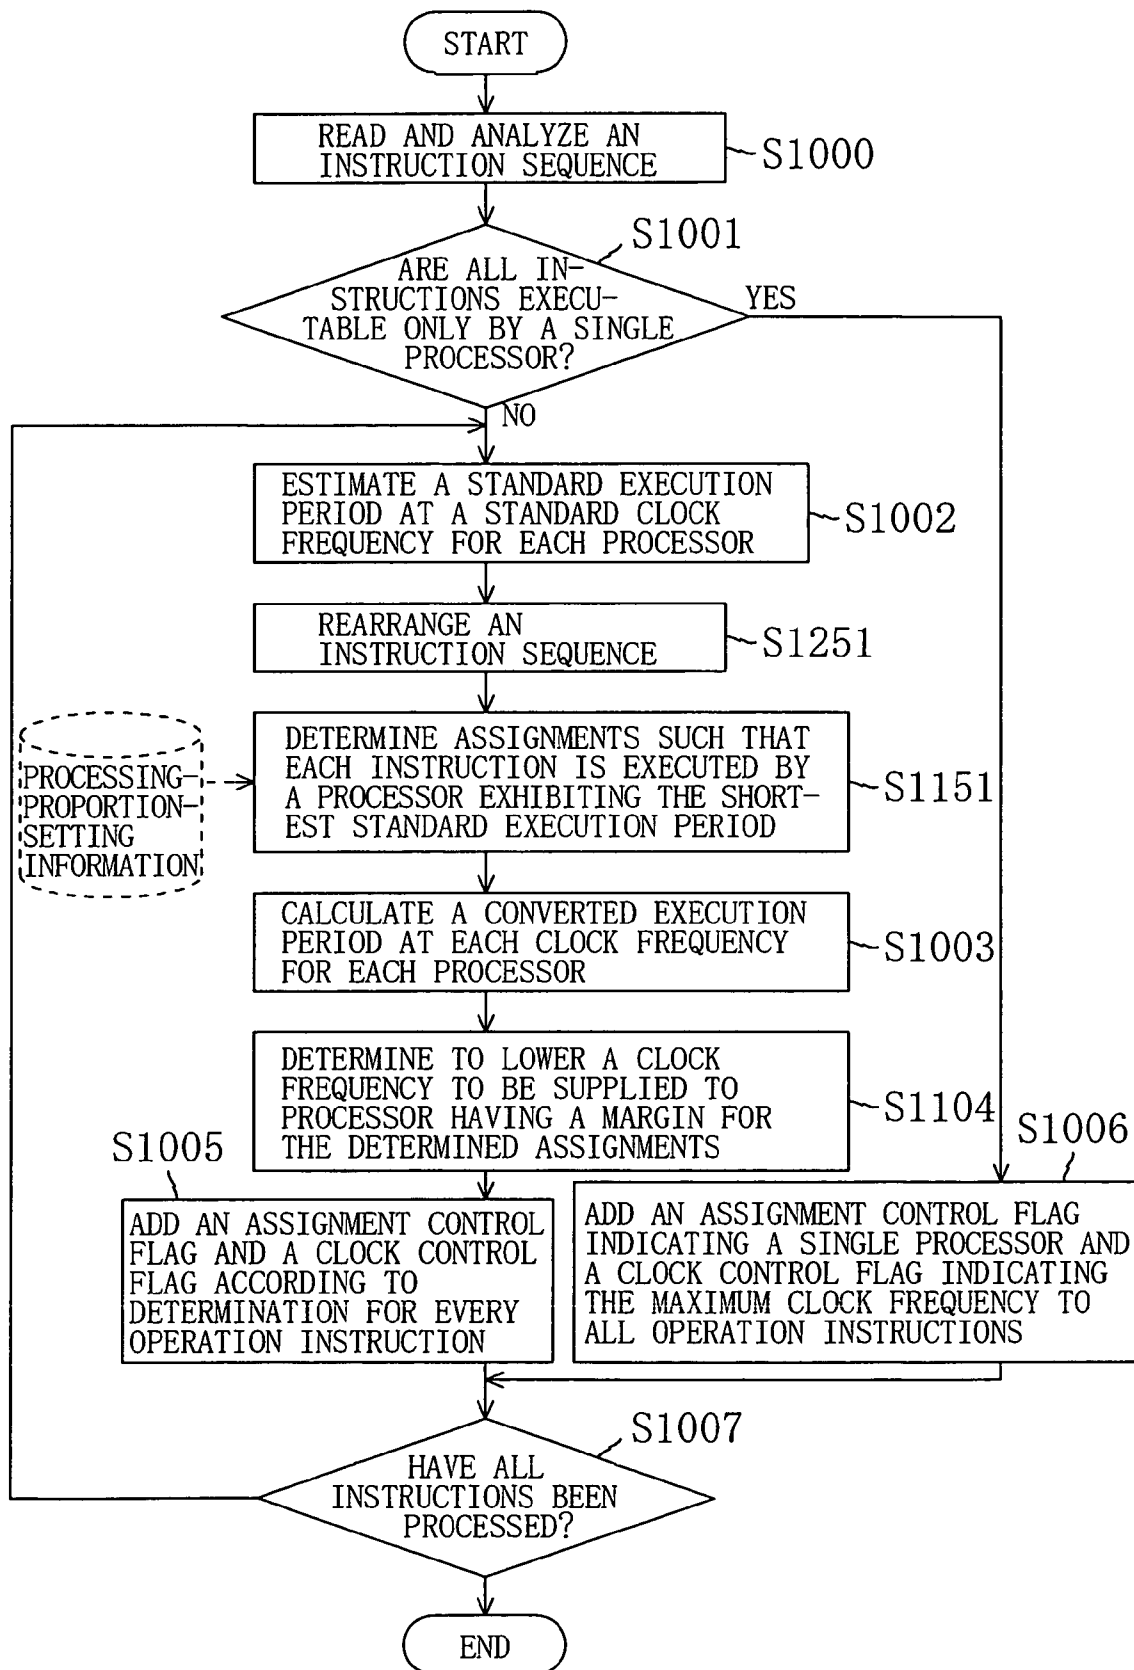 START
READ AND ANALYZE AN
INSTRUCTION SEQUENCE
S1000
S1001
ARE ALL IN-
STRUCTIONS EXECU-
TABLE ONLY BY A SINGLE
PROCESSOR?
YES
NO
ESTIMATE A STANDARD EXECUTION
PERIOD AT A STANDARD CLOCK
FREQUENCY FOR EACH PROCESSOR
S1002
REARRANGE AN
INSTRUCTION SEQUENCE
S1251
PROCESSING-
PROPORTION-
SETTING
INFORMATION
DETERMINE ASSIGNMENTS SUCH THAT
EACH INSTRUCTION IS EXECUTED BY
A PROCESSOR EXHIBITING THE SHORT-
EST STANDARD EXECUTION PERIOD
S1151
CALCULATE A CONVERTED EXECUTION
PERIOD AT EACH CLOCK FREQUENCY
FOR EACH PROCESSOR
S1003
DETERMINE TO LOWER A CLOCK
FREQUENCY TO BE SUPPLIED TO
PROCESSOR HAVING A MARGIN FOR
THE DETERMINED ASSIGNMENTS
S1104
S1005
ADD AN ASSIGNMENT CONTROL
FLAG AND A CLOCK CONTROL
FLAG ACCORDING TO
DETERMINATION FOR EVERY
OPERATION INSTRUCTION
S1006
ADD AN ASSIGNMENT CONTROL FLAG
INDICATING A SINGLE PROCESSOR AND
A CLOCK CONTROL FLAG INDICATING
THE MAXIMUM CLOCK FREQUENCY TO
ALL OPERATION INSTRUCTIONS
S1007
HAVE ALL
INSTRUCTIONS BEEN
PROCESSED?
END